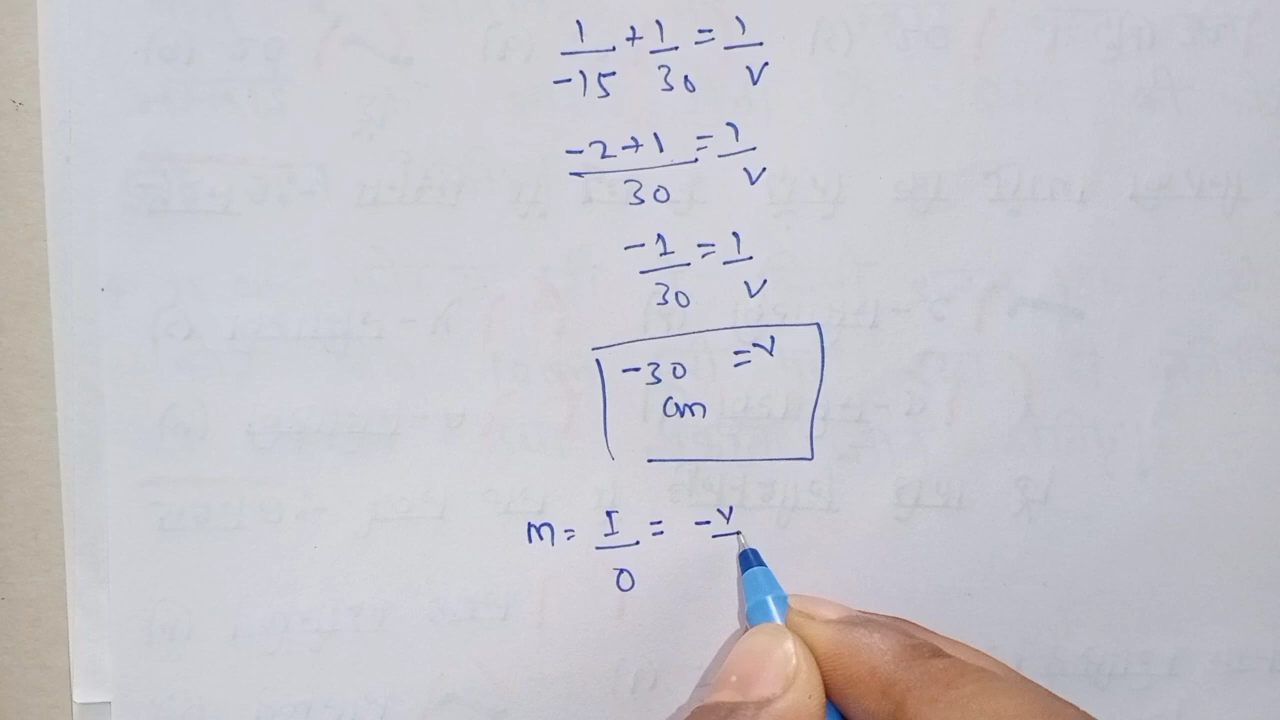 1/-15 + 1/30 = 1/v
-2+1/30 = 1/v
-1/30 = 1/v
-30 = v
cm
m = I/O = -v